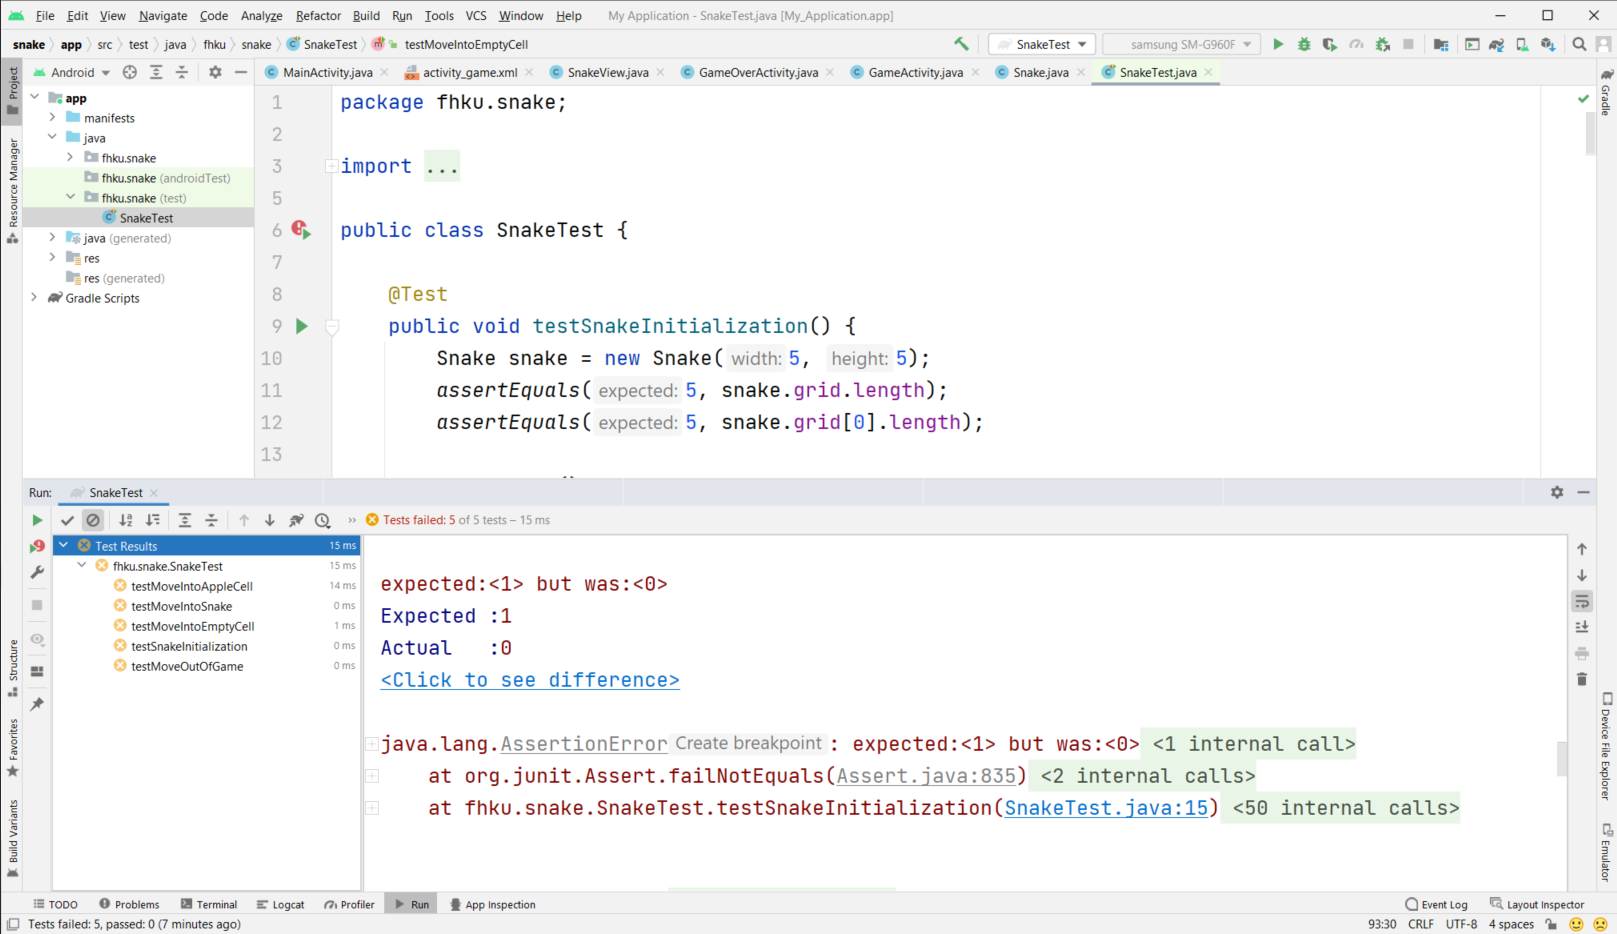 File Edit View Navigate Code Analyze Refactor Build Run Tools VCS Window Help My Application - SnakeTest.java [My_Application.app]
snake app src test java fhku snake SnakeTest testMoveIntoEmptyCell SnakeTest samsung SM-G960F
Project
Resource Manager
Structure
Favorites
Build Variants
Android
MainActivity.java activity_game.xml SnakeView.java GameOverActivity.java GameActivity.java Snake.java SnakeTest.java
app
manifests
java
fhku.snake
fhku.snake (androidTest)
fhku.snake (test)
SnakeTest
java (generated)
res
res (generated)
Gradle Scripts
1 package fhku.snake;
2
3 import ...
5
6 public class SnakeTest {
7
8 @Test
9 public void testSnakeInitialization() {
10 Snake snake = new Snake( width: 5, height: 5);
11 assertEquals( expected: 5, snake.grid.length);
12 assertEquals( expected: 5, snake.grid[0].length);
13
Gradle
Device File Explorer
Emulator
Run: SnakeTest
Tests failed: 5 of 5 tests – 15 ms
Test Results 15 ms
fhku.snake.SnakeTest 15 ms
testMoveIntoAppleCell 14 ms
testMoveIntoSnake 0 ms
testMoveIntoEmptyCell 1 ms
testSnakeInitialization 0 ms
testMoveOutOfGame 0 ms
expected:<1> but was:<0>
Expected :1
Actual :0
<Click to see difference>
java.lang.AssertionError Create breakpoint : expected:<1> but was:<0> <1 internal call>
at org.junit.Assert.failNotEquals(Assert.java:835) <2 internal calls>
at fhku.snake.SnakeTest.testSnakeInitialization(SnakeTest.java:15) <50 internal calls>
TODO Problems Terminal Logcat Profiler Run App Inspection Event Log Layout Inspector
Tests failed: 5, passed: 0 (7 minutes ago) 93:30 CRLF UTF-8 4 spaces